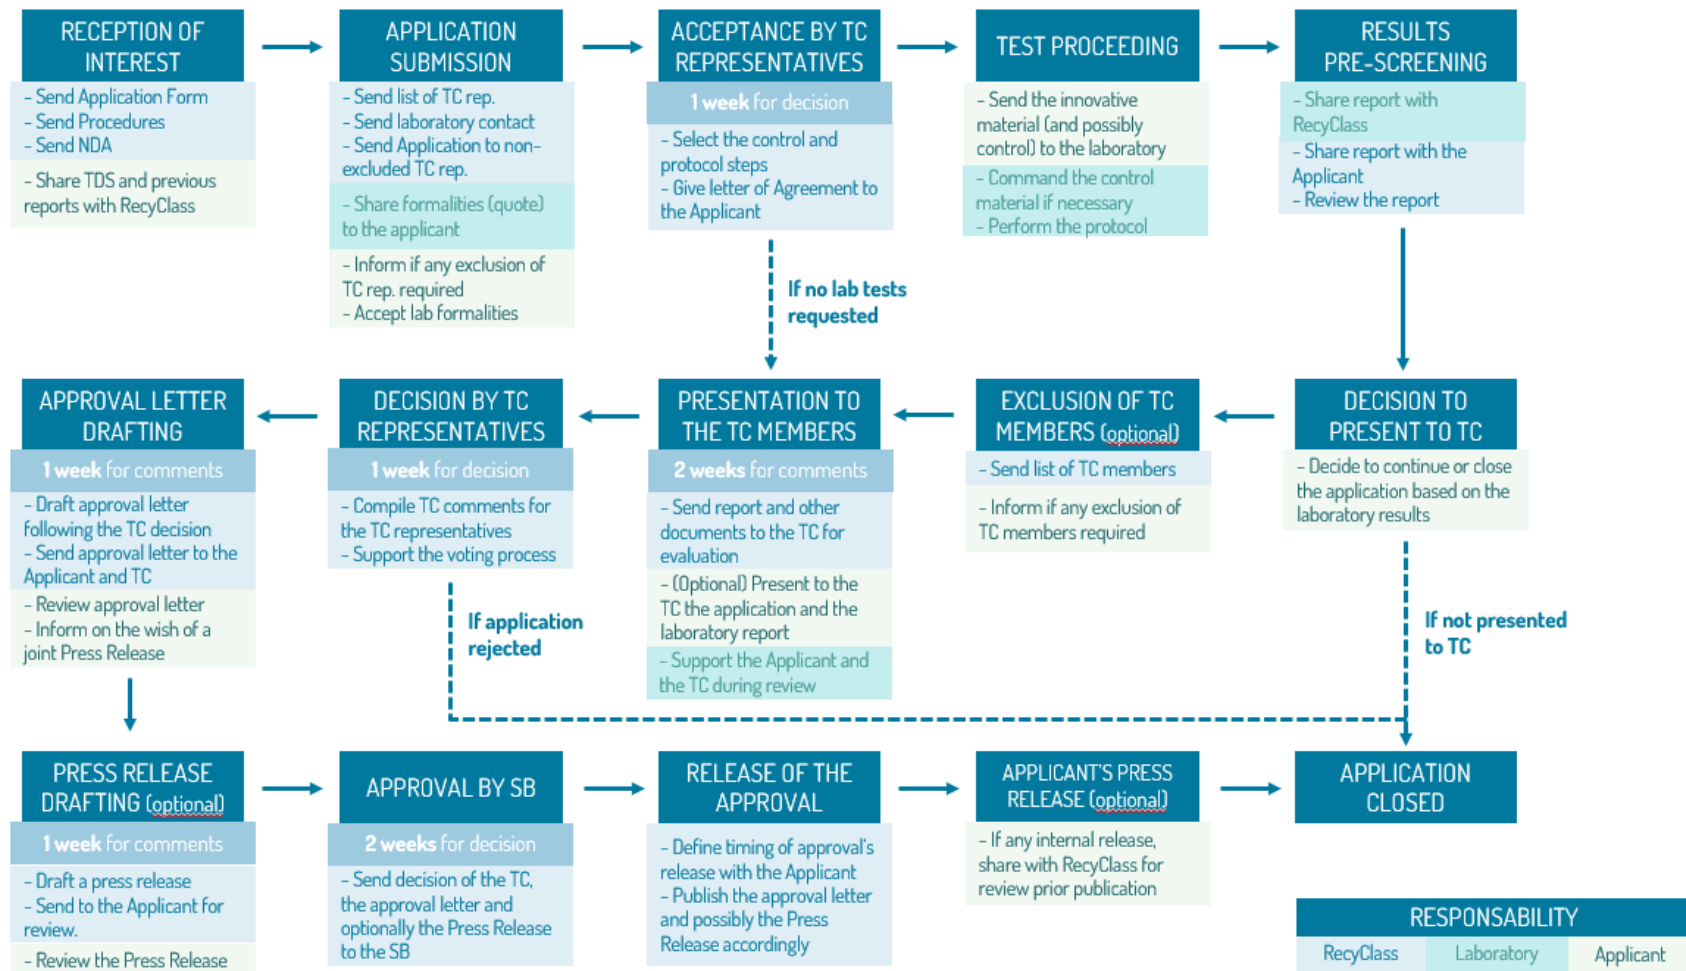 RECEPTION OF
INTEREST
- Send Application Form
- Send Procedures
- Send NDA
- Share TDS and previous
reports with RecyClass
APPLICATION
SUBMISSION
- Send list of TC rep.
- Send laboratory contact
- Send Application to non-
excluded TC rep.
- Share formalities (quote)
to the applicant
- Inform if any exclusion of
TC rep. required
- Accept lab formalities
ACCEPTANCE BY TC
REPRESENTATIVES
1 week for decision
- Select the control and
protocol steps
- Give letter of Agreement to
the Applicant
If no lab tests
requested
TEST PROCEEDING
- Send the innovative
material (and possibly
control) to the laboratory
- Command the control
material if necessary
- Perform the protocol
RESULTS
PRE-SCREENING
- Share report with
RecyClass
- Share report with the
Applicant
- Review the report
DECISION TO
PRESENT TO TC
- Decide to continue or close
the application based on the
laboratory results
If not presented
to TC
EXCLUSION OF TC
MEMBERS (optional)
- Send list of TC members
- Inform if any exclusion of
TC members required
PRESENTATION TO
THE TC MEMBERS
2 weeks for comments
- Send report and other
documents to the TC for
evaluation
- (Optional) Present to the
TC the application and the
laboratory report
- Support the Applicant and
the TC during review
DECISION BY TC
REPRESENTATIVES
1 week for decision
- Compile TC comments for
the TC representatives
- Support the voting process
If application
rejected
APPROVAL LETTER
DRAFTING
1 week for comments
- Draft approval letter
following the TC decision
- Send approval letter to the
Applicant and TC
- Review approval letter
- Inform on the wish of a
joint Press Release
PRESS RELEASE
DRAFTING (optional)
1 week for comments
- Draft a press release
- Send to the Applicant for
review.
- Review the Press Release
APPROVAL BY SB
2 weeks for decision
- Send decision of the TC,
the approval letter and
optionally the Press Release
to the SB
RELEASE OF THE
APPROVAL
- Define timing of approval's
release with the Applicant
- Publish the approval letter
and possibly the Press
Release accordingly
APPLICANT'S PRESS
RELEASE (optional)
- If any internal release,
share with RecyClass for
review prior publication
APPLICATION
CLOSED
RESPONSABILITY
RecyClass
Laboratory
Applicant